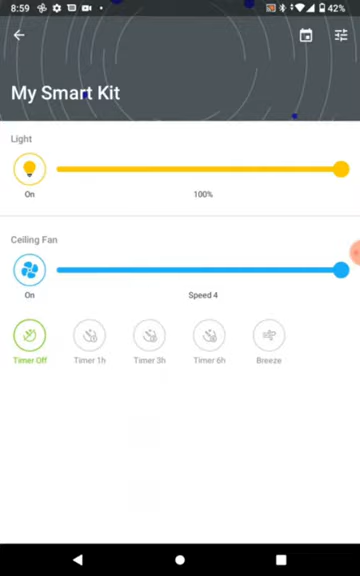 8:59
42%
My Smart Kit
Light
On
100%
Ceiling Fan
On
Speed 4
Timer Off
Timer 1h
Timer 3h
Timer 6h
Breeze